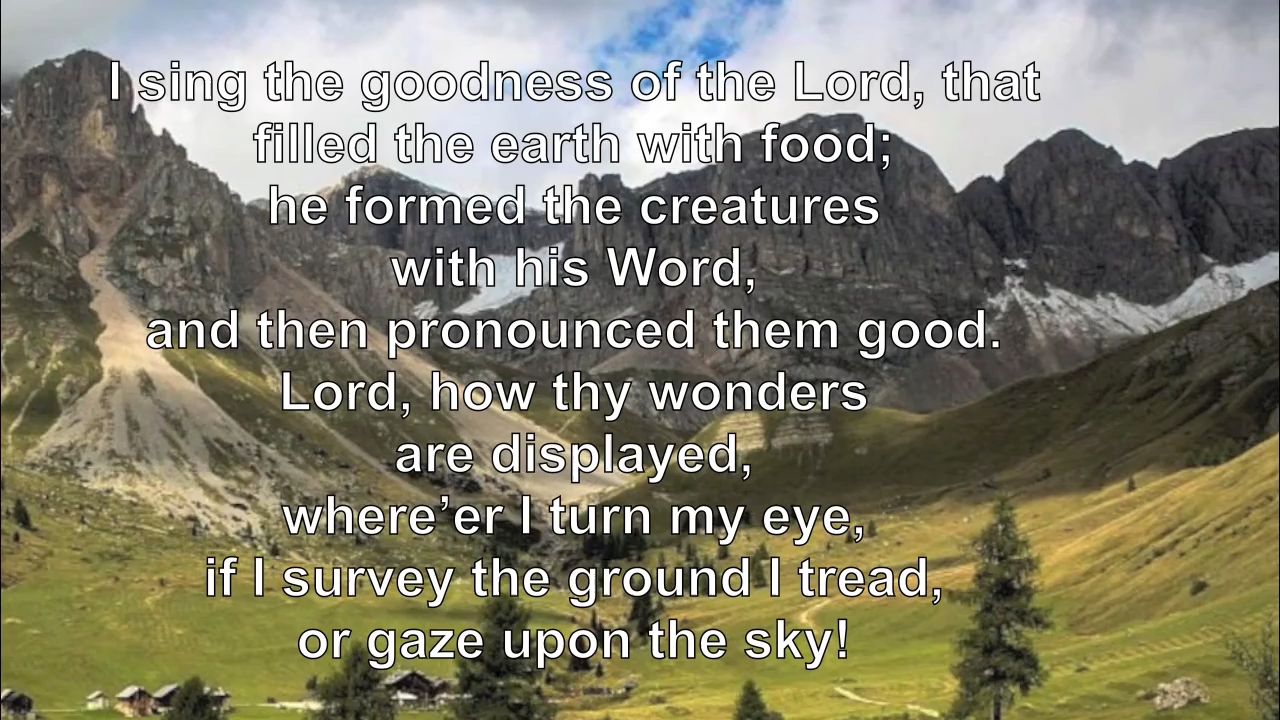 I sing the goodness of the Lord, that
filled the earth with food;
he formed the creatures
with his Word,
and then pronounced them good.
Lord, how thy wonders
are displayed,
where’er I turn my eye,
if I survey the ground I tread,
or gaze upon the sky!